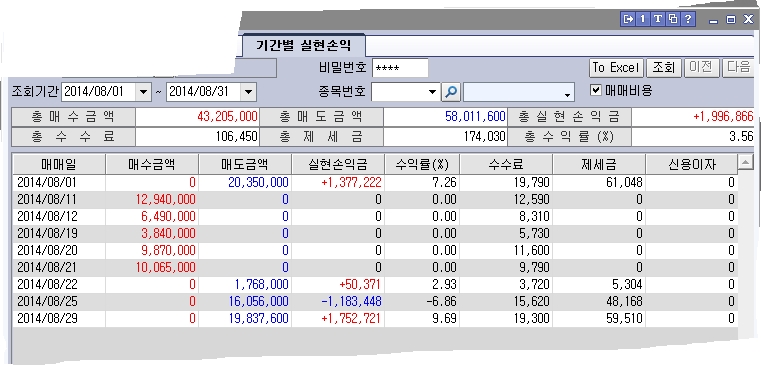 1 T ?
기간별 실현손익
비밀번호 **** To Excel 조회 이전 다음
조회기간 2014/08/01 ~ 2014/08/31 종목번호 매매비용
총 매 수 금 액 43,205,000 총 매 도 금 액 58,011,600 총 실 현 손 익 금 +1,996,866
총 수 수 료 106,450 총 제 세 금 174,030 총 수 익 률 (%) 3.56
매매일 매수금액 매도금액 실현손익금 수익률(%) 수수료 제세금 신용이자
2014/08/01 0 20,350,000 +1,377,222 7.26 19,790 61,048 0
2014/08/11 12,940,000 0 0 0.00 12,590 0 0
2014/08/12 6,490,000 0 0 0.00 8,310 0 0
2014/08/19 3,840,000 0 0 0.00 5,730 0 0
2014/08/20 9,870,000 0 0 0.00 11,600 0 0
2014/08/21 10,065,000 0 0 0.00 9,790 0 0
2014/08/22 0 1,768,000 +50,371 2.93 3,720 5,304 0
2014/08/25 0 16,056,000 -1,183,448 -6.86 15,620 48,168 0
2014/08/29 0 19,837,600 +1,752,721 9.69 19,300 59,510 0